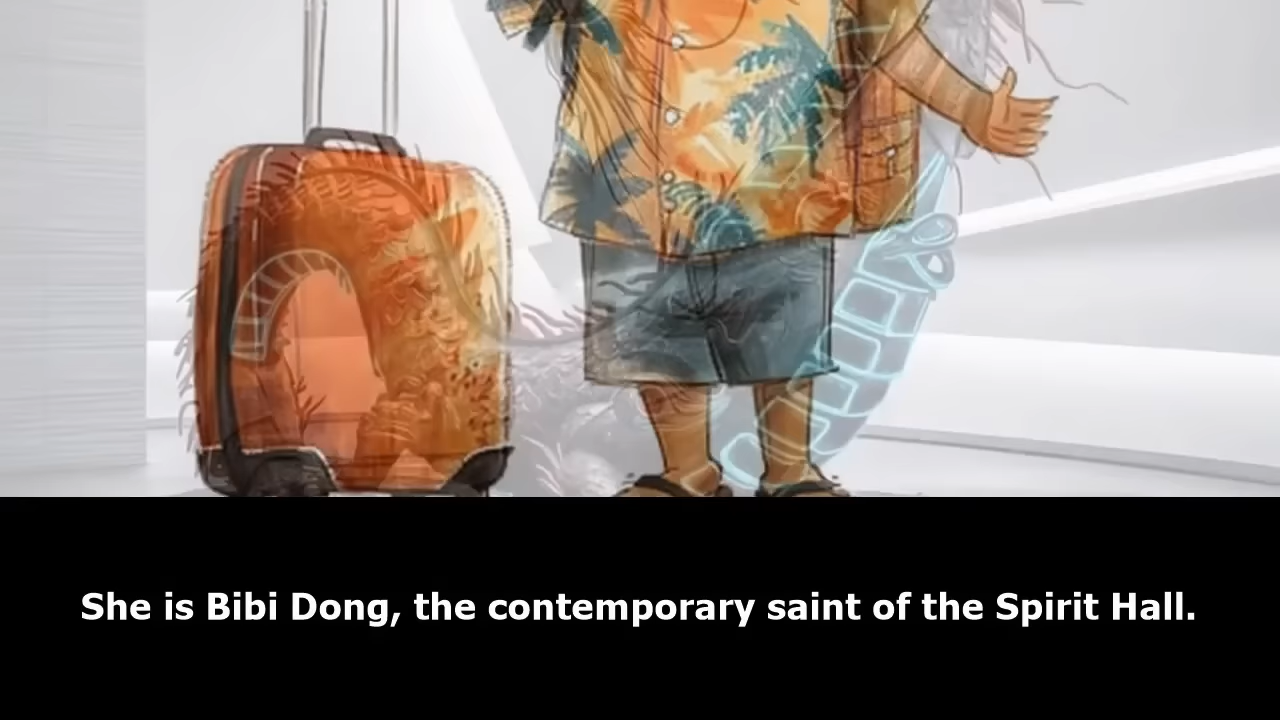 She is Bibi Dong, the contemporary saint of the Spirit Hall.